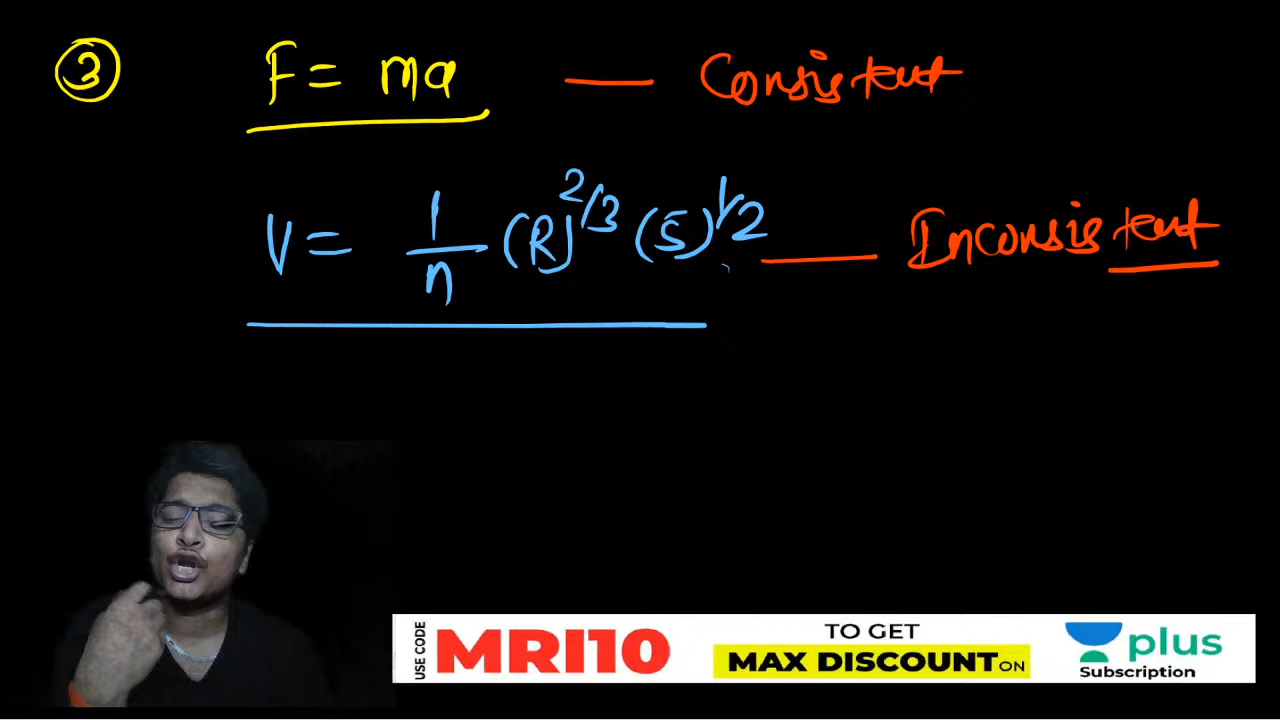 ③ F = ma — Consistent
V = 1/n (R)^2/3 (S)^1/2 — Inconsistent
USE CODE MRI10 TO GET MAX DISCOUNT ON plus Subscription